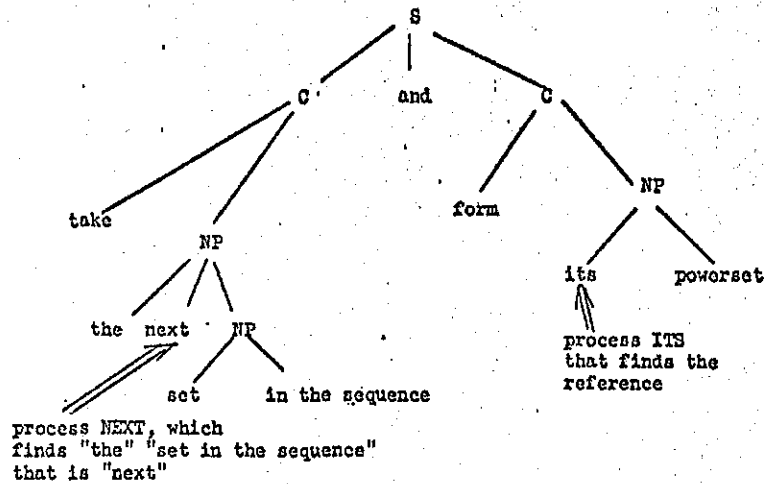 S
C and C
take
form
NP
NP
its poworset
the next NP
process ITS
that finds the
reference
set in the sequence
process NEXT, which
finds "the" "set in the sequence"
that is "next"